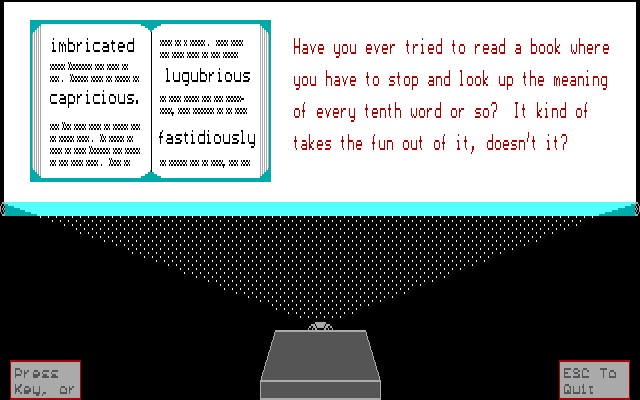 imbricated
capricious.
lugubrious
fastidiously
Have you ever tried to read a book where
you have to stop and look up the meaning
of every tenth word or so?  It kind of
takes the fun out of it, doesn't it?
Press
Key, or
ESC To
Quit